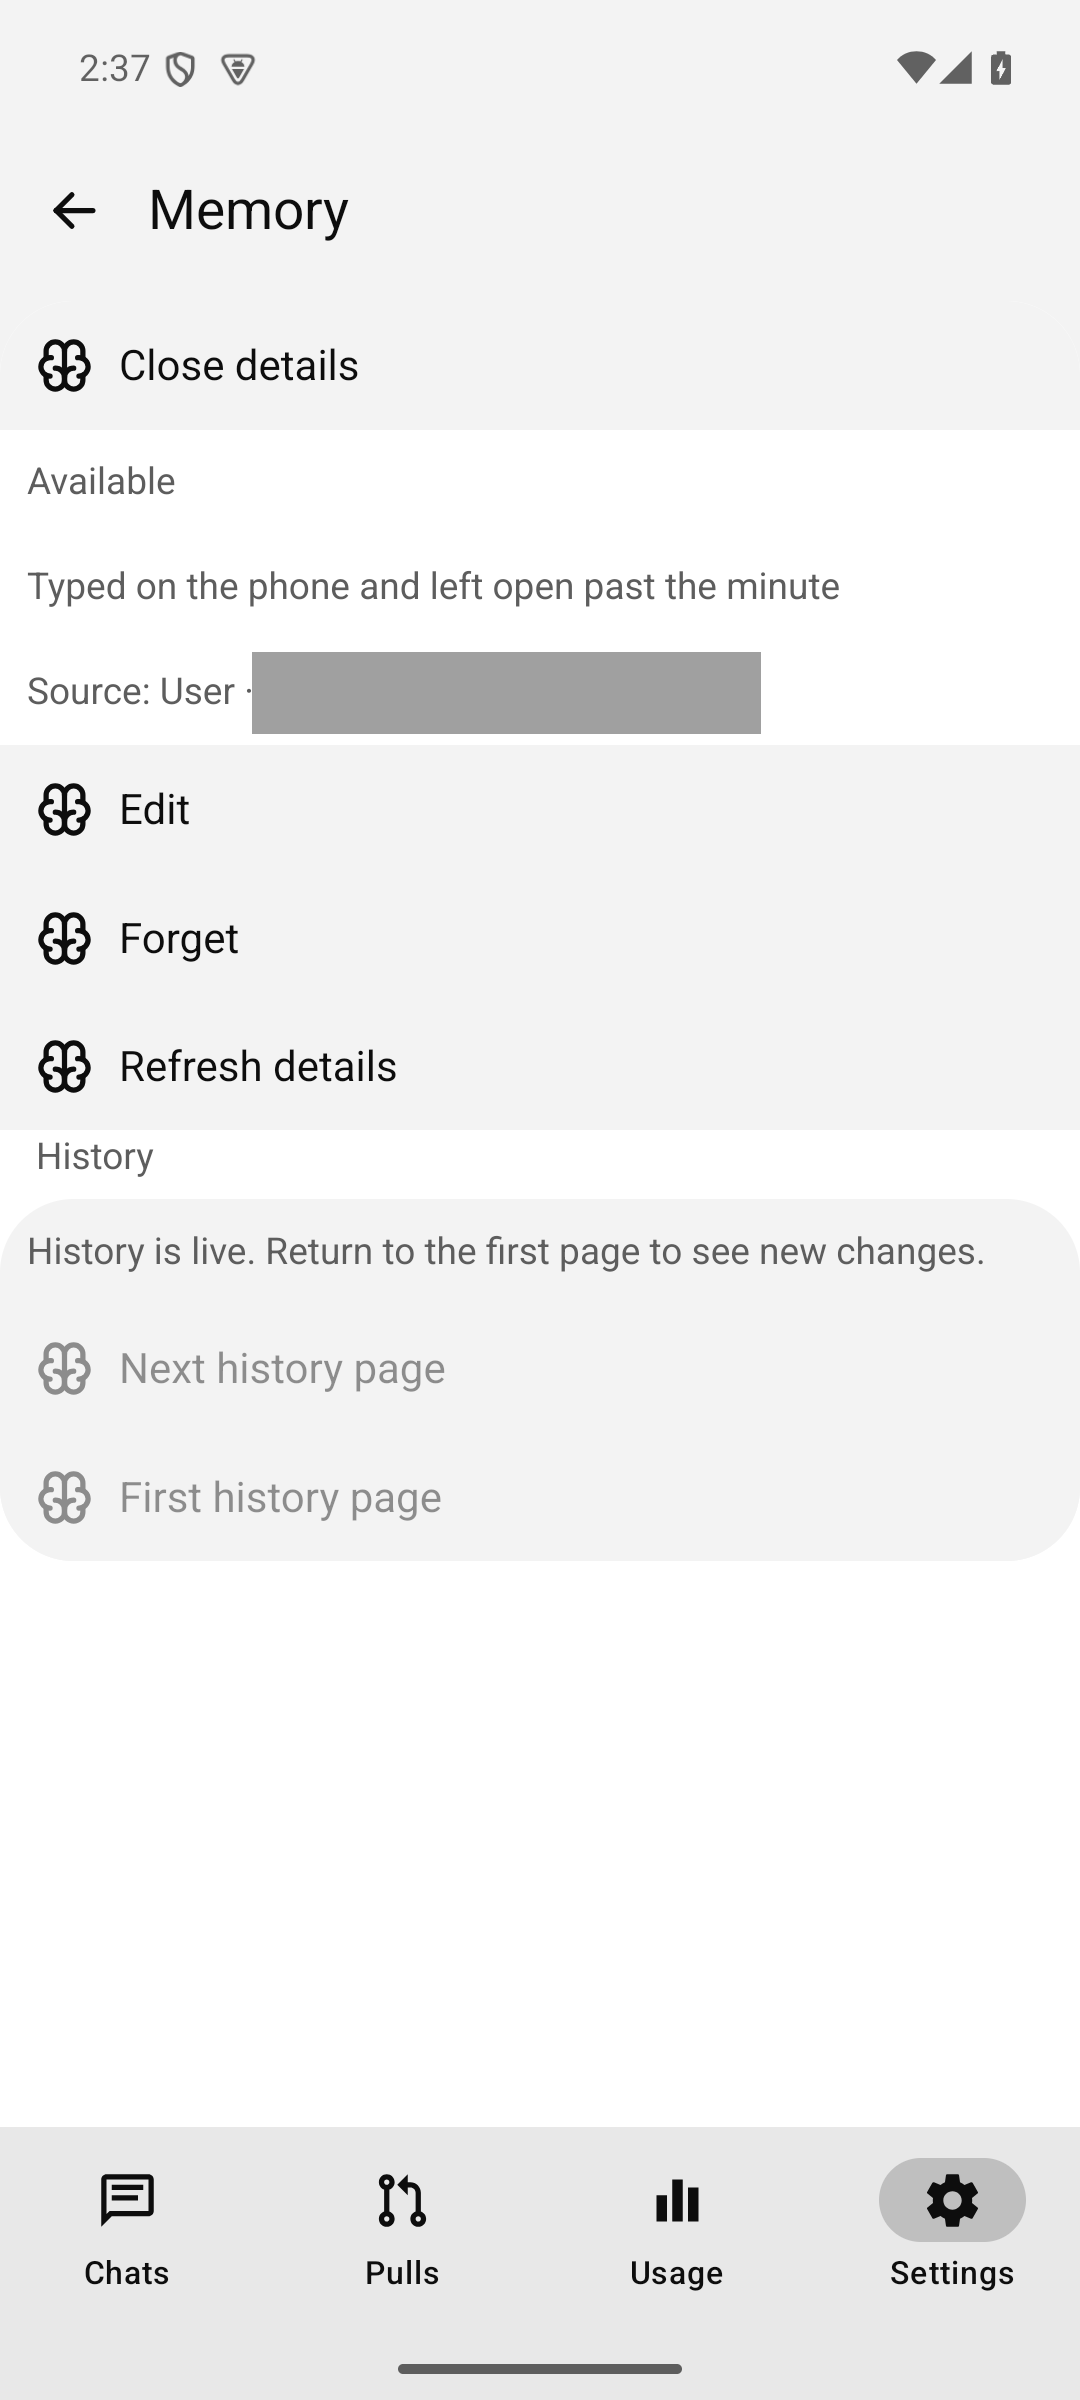 2:37
Memory
Close details
Available
Typed on the phone and left open past the minute
Source: User ·
Edit
Forget
Refresh details
History
History is live. Return to the first page to see new changes.
Next history page
First history page
Chats Pulls Usage Settings